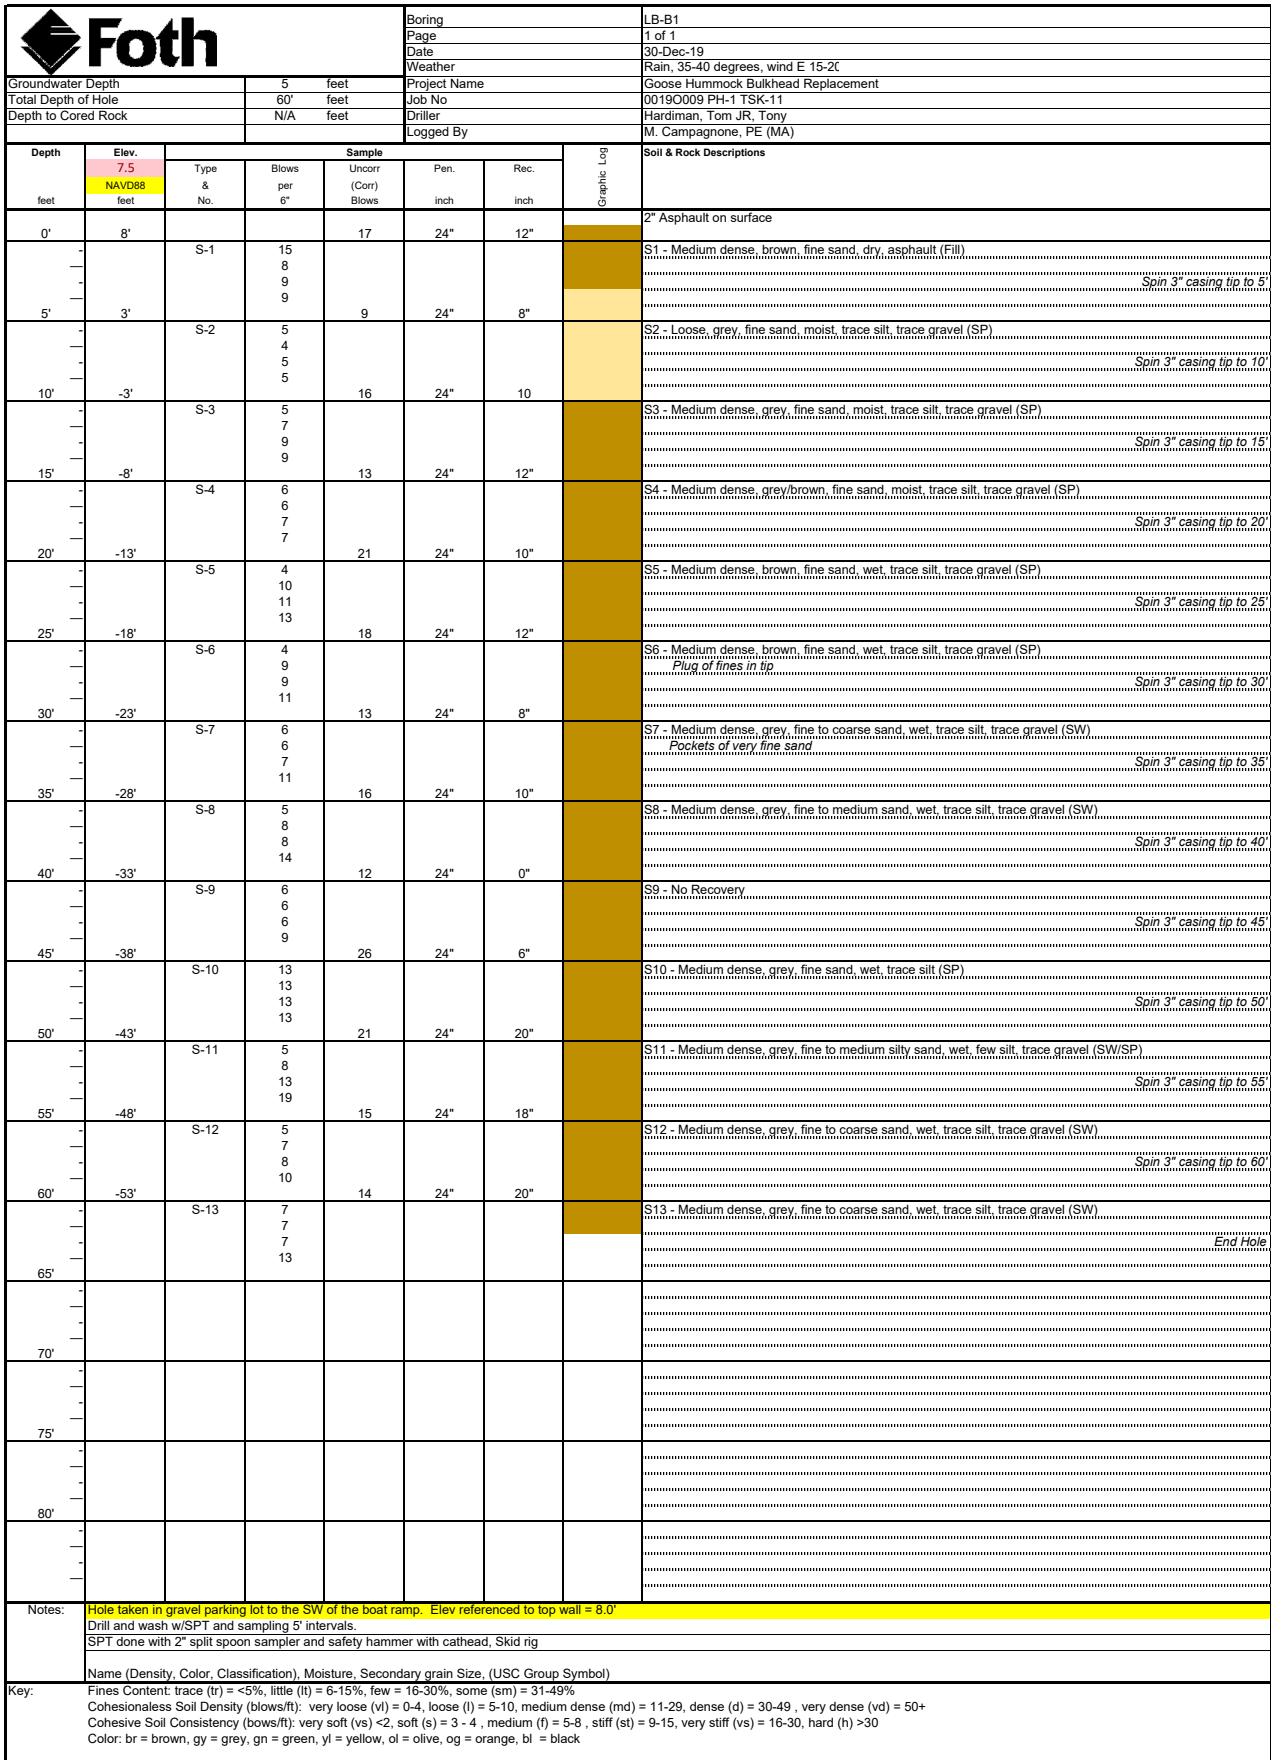 Foth
Boring LB-B1
Page 1 of 1
Date 30-Dec-19
Weather Rain, 35-40 degrees, wind E 15-20
Groundwater Depth 5 feet Project Name Goose Hummock Bulkhead Replacement
Total Depth of Hole 60' feet Job No 0019O009 PH-1 TSK-11
Depth to Cored Rock N/A feet Driller Hardiman, Tom JR, Tony
Logged By M. Campagnone, PE (MA)
Depth Elev. Sample Graphic Log Soil & Rock Descriptions
7.5 Type Blows Uncorr Pen. Rec.
NAVD88 & per (Corr)
feet feet No. 6" Blows inch inch
2" Asphault on surface
0' 8' 17 24" 12"
- S-1 15 S1 - Medium dense, brown, fine sand, dry, asphault (Fill)
— 8
- 9 Spin 3" casing tip to 5'
— 9
5' 3' 9 24" 8"
- S-2 5 S2 - Loose, grey, fine sand, moist, trace silt, trace gravel (SP)
— 4
- 5 Spin 3" casing tip to 10'
— 5
10' -3' 16 24" 10
- S-3 5 S3 - Medium dense, grey, fine sand, moist, trace silt, trace gravel (SP)
— 7
- 9 Spin 3" casing tip to 15'
— 9
15' -8' 13 24" 12"
- S-4 6 S4 - Medium dense, grey/brown, fine sand, moist, trace silt, trace gravel (SP)
— 6
- 7 Spin 3" casing tip to 20'
— 7
20' -13' 21 24" 10"
- S-5 4 S5 - Medium dense, brown, fine sand, wet, trace silt, trace gravel (SP)
— 10
- 11 Spin 3" casing tip to 25'
— 13
25' -18' 18 24" 12"
- S-6 4 S6 - Medium dense, brown, fine sand, wet, trace silt, trace gravel (SP)
— 9 Plug of fines in tip
- 9 Spin 3" casing tip to 30'
— 11
30' -23' 13 24" 8"
- S-7 6 S7 - Medium dense, grey, fine to coarse sand, wet, trace silt, trace gravel (SW)
— 6 Pockets of very fine sand
- 7 Spin 3" casing tip to 35'
— 11
35' -28' 16 24" 10"
- S-8 5 S8 - Medium dense, grey, fine to medium sand, wet, trace silt, trace gravel (SW)
— 8
- 8 Spin 3" casing tip to 40'
— 14
40' -33' 12 24" 0"
- S-9 6 S9 - No Recovery
— 6
- 6 Spin 3" casing tip to 45'
— 9
45' -38' 26 24" 6"
- S-10 13 S10 - Medium dense, grey, fine sand, wet, trace silt (SP)
— 13
- 13 Spin 3" casing tip to 50'
— 13
50' -43' 21 24" 20"
- S-11 5 S11 - Medium dense, grey, fine to medium silty sand, wet, few silt, trace gravel (SW/SP)
— 8
- 13 Spin 3" casing tip to 55'
— 19
55' -48' 15 24" 18"
- S-12 5 S12 - Medium dense, grey, fine to coarse sand, wet, trace silt, trace gravel (SW)
— 7
- 8 Spin 3" casing tip to 60'
— 10
60' -53' 14 24" 20"
- S-13 7 S13 - Medium dense, grey, fine to coarse sand, wet, trace silt, trace gravel (SW)
— 7
- 7 End Hole
— 13
65'
-
—
-
—
70'
-
—
-
—
75'
-
—
-
—
80'
-
—
-
—
Notes: Hole taken in gravel parking lot to the SW of the boat ramp. Elev referenced to top wall = 8.0'
Drill and wash w/SPT and sampling 5' intervals.
SPT done with 2" split spoon sampler and safety hammer with cathead, Skid rig
Name (Density, Color, Classification), Moisture, Secondary grain Size, (USC Group Symbol)
Key: Fines Content: trace (tr) = <5%, little (lt) = 6-15%, few = 16-30%, some (sm) = 31-49%
Cohesionaless Soil Density (blows/ft): very loose (vl) = 0-4, loose (l) = 5-10, medium dense (md) = 11-29, dense (d) = 30-49 , very dense (vd) = 50+
Cohesive Soil Consistency (bows/ft): very soft (vs) <2, soft (s) = 3 - 4 , medium (f) = 5-8 , stiff (st) = 9-15, very stiff (vs) = 16-30, hard (h) >30
Color: br = brown, gy = grey, gn = green, yl = yellow, ol = olive, og = orange, bl = black